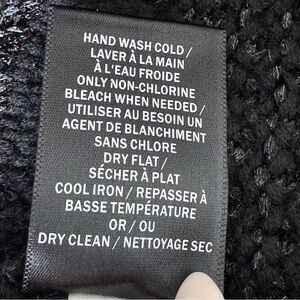 HAND WASH COLD /
LAVER À LA MAIN
À L'EAU FROIDE
ONLY NON-CHLORINE
BLEACH WHEN NEEDED /
UTILISER AU BESOIN UN
AGENT DE BLANCHIMENT
SANS CHLORE
DRY FLAT /
SÉCHER À PLAT
COOL IRON / REPASSER À
BASSE TEMPÉRATURE
OR / OU
DRY CLEAN / NETTOYAGE SEC